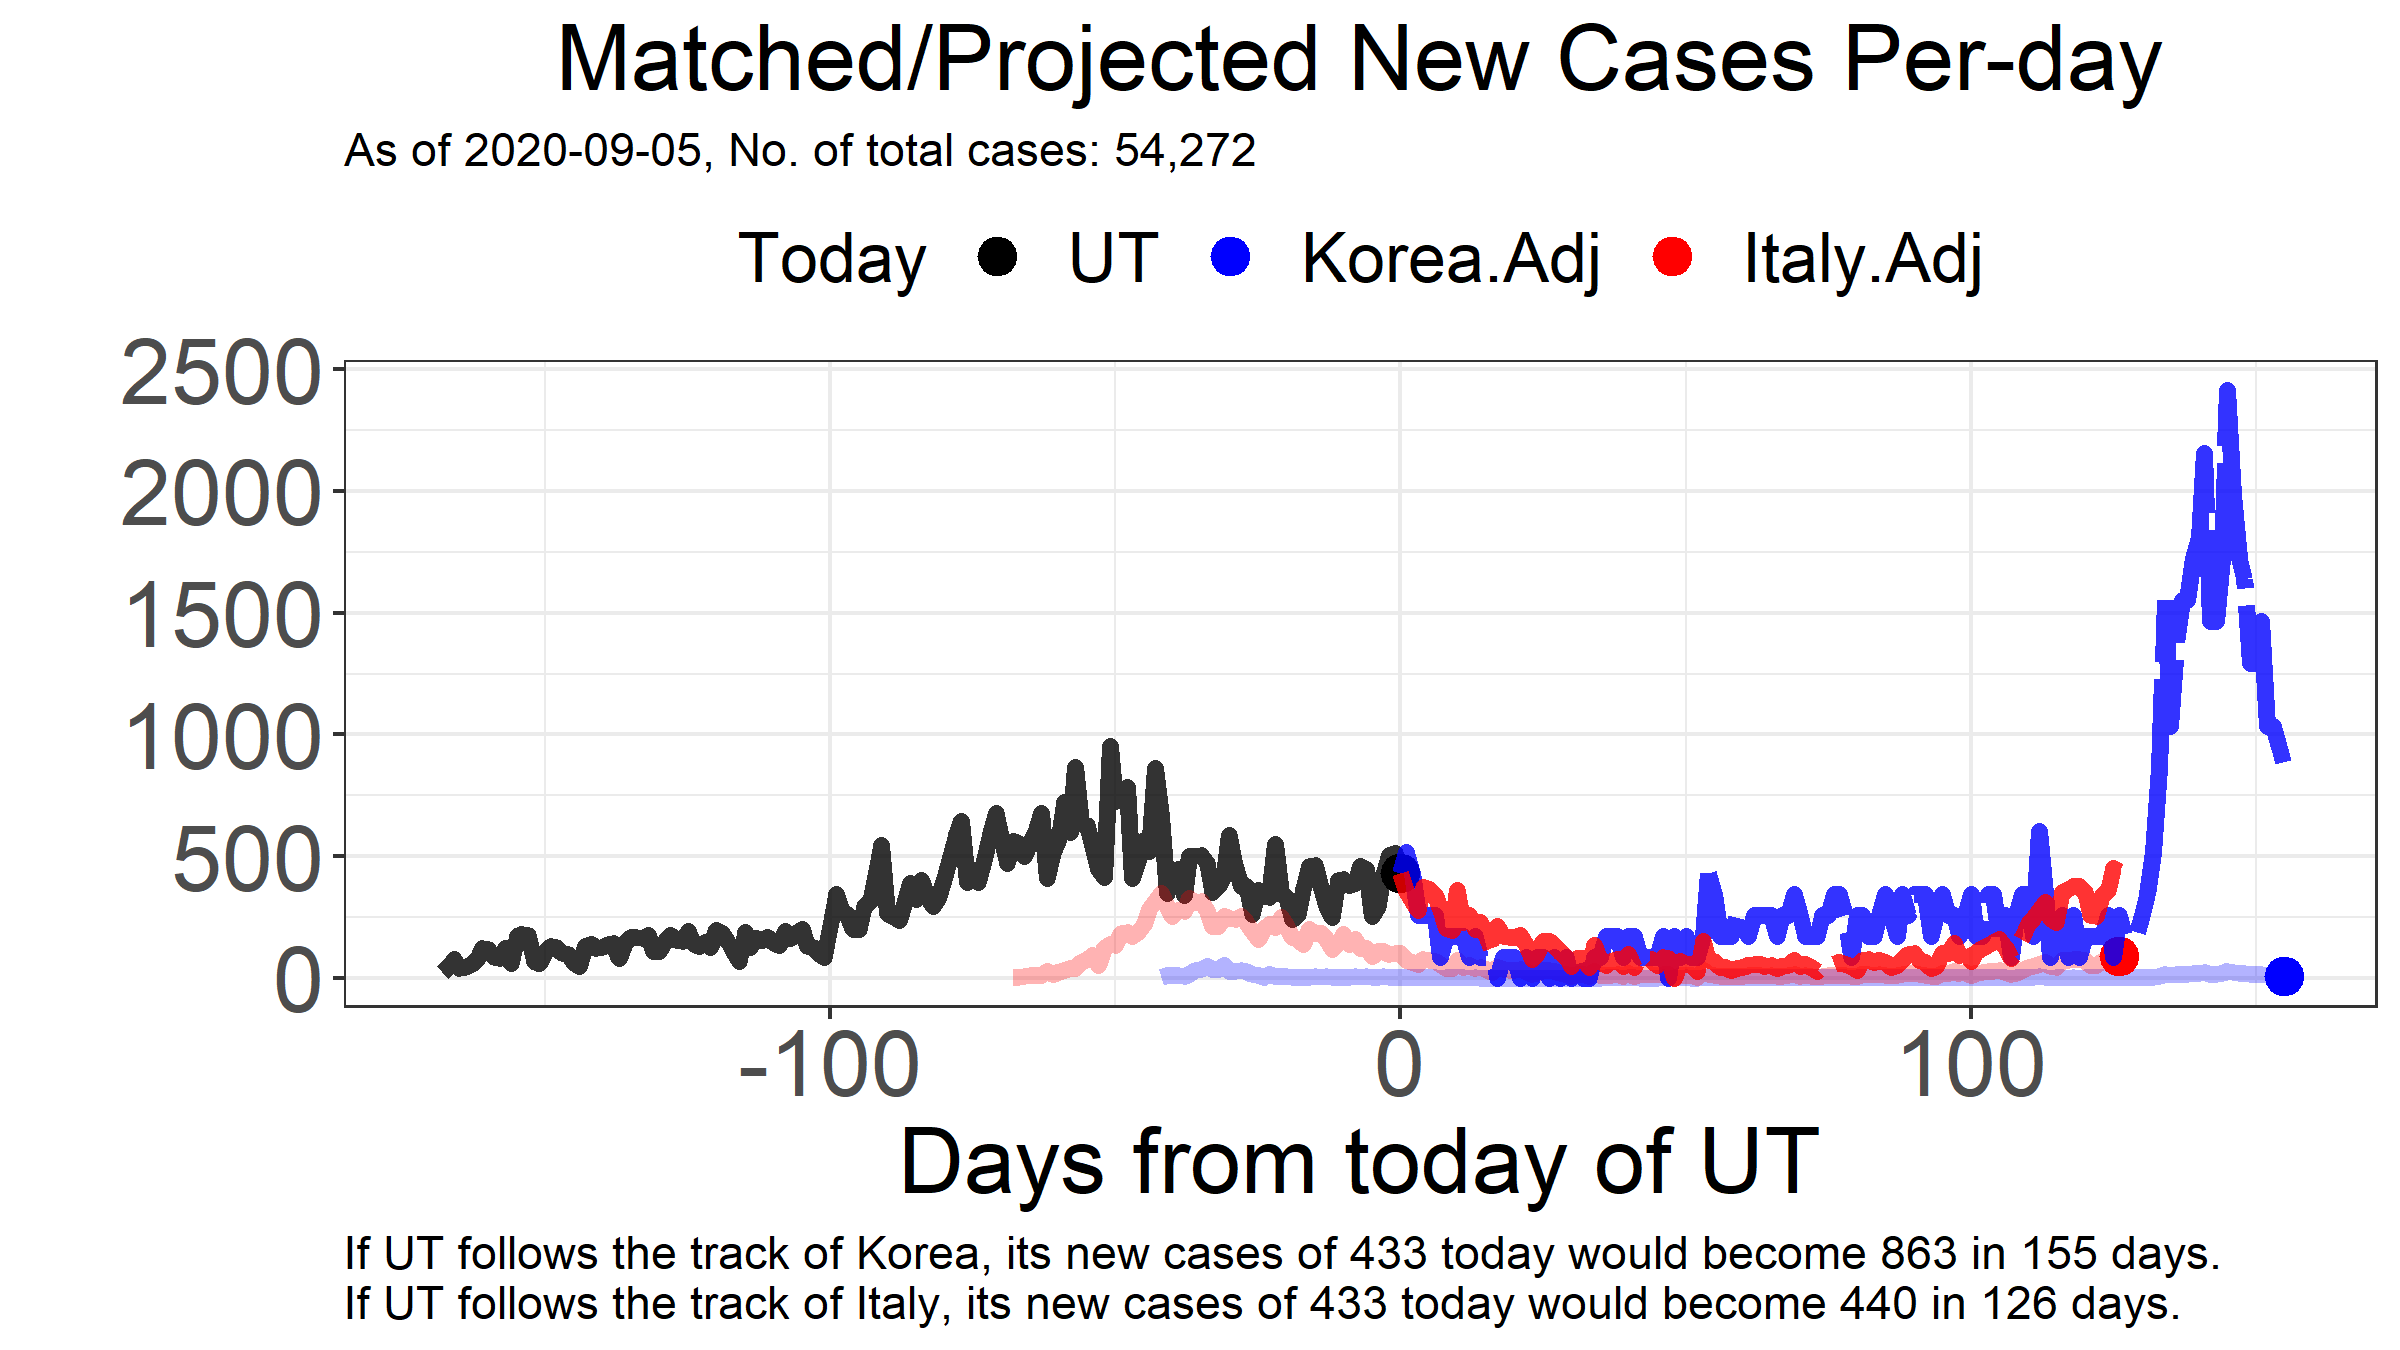 Matched/Projected New Cases Per-day
As of 2020-09-05, No. of total cases: 54,272
Today UT Korea.Adj Italy.Adj
2500
2000
1500
1000
500
0
-100 0 100
Days from today of UT
If UT follows the track of Korea, its new cases of 433 today would become 863 in 155 days.
If UT follows the track of Italy, its new cases of 433 today would become 440 in 126 days.